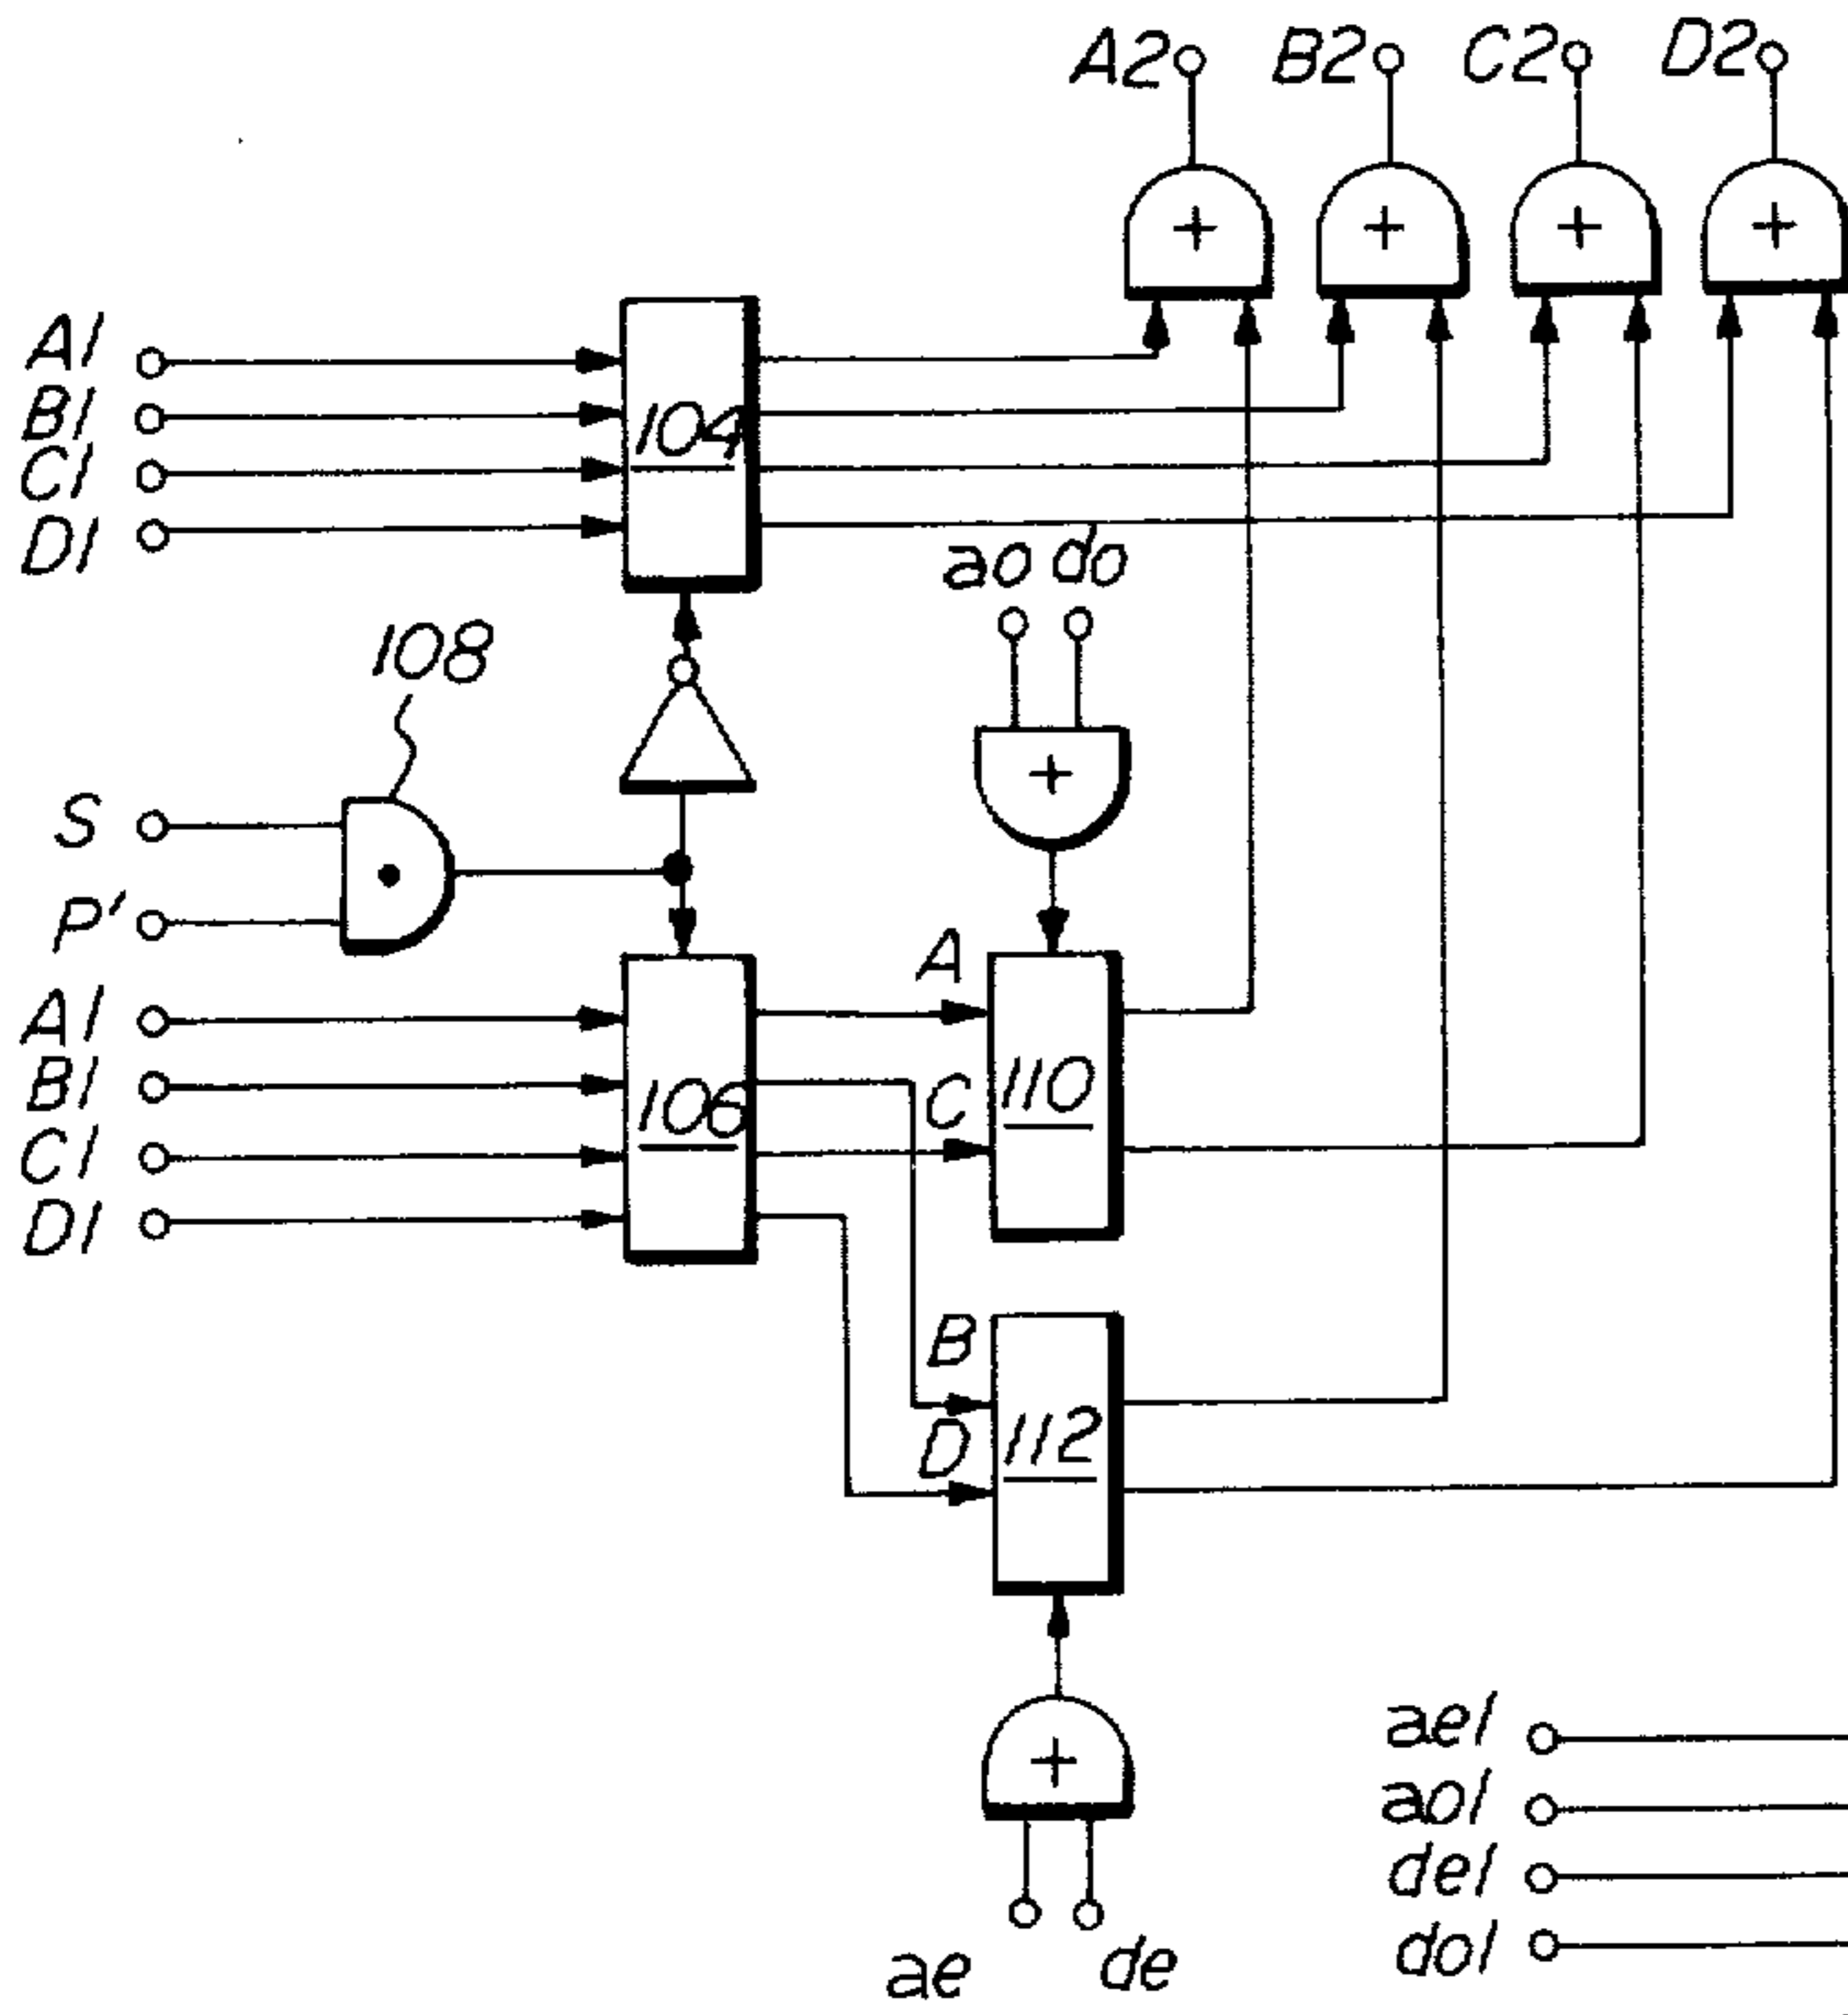 A2 B2 C2 D2
+ + + +
A1
B1
C1
D1
104
ao do
108
+
S
P'
A1
B1
C1
D1
106
A
C
110
B
D
112
+
ae de
ae1
ao1
de1
do1